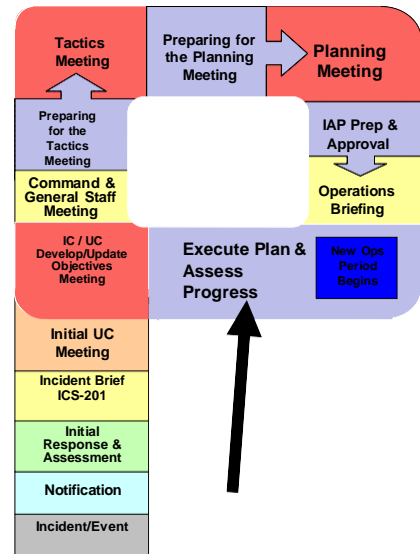 Tactics
Meeting
Preparing for
the Planning
Meeting
Planning
Meeting
Preparing
for the
Tactics
Meeting
IAP Prep &
Approval
Command &
General Staff
Meeting
Operations
Briefing
IC / UC
Develop/Update
Objectives
Meeting
Execute Plan &
Assess
Progress
New Ops
Period
Begins
Initial UC
Meeting
Incident Brief
ICS-201
Initial
Response &
Assessment
Notification
Incident/Event